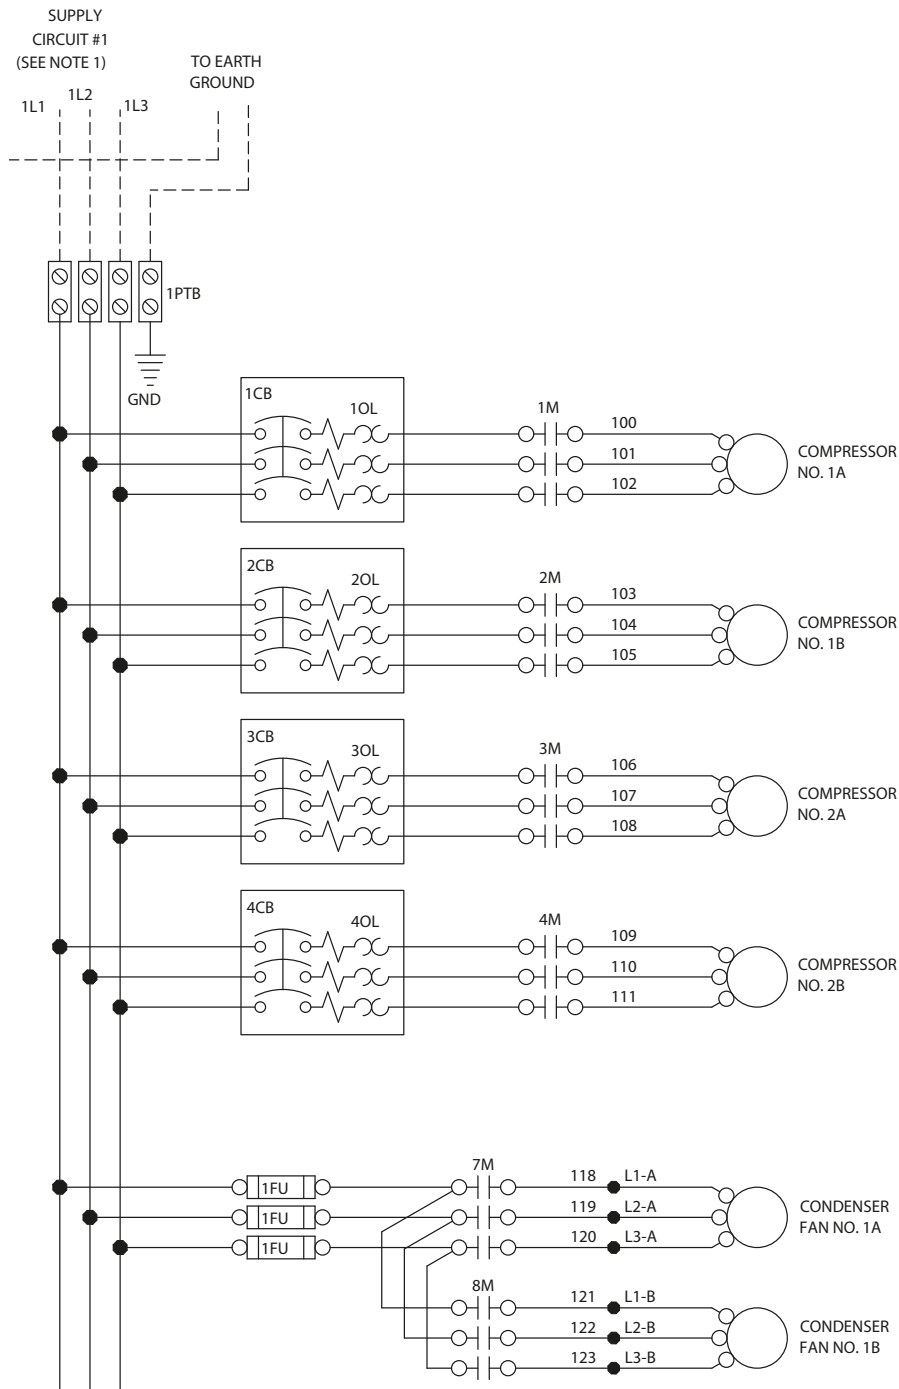 SUPPLY
CIRCUIT #1
(SEE NOTE 1)
TO EARTH
GROUND
1L1
1L2
1L3
1PTB
GND
1CB
1OL
1M
100
101
102
COMPRESSOR
NO. 1A
2CB
2OL
2M
103
104
105
COMPRESSOR
NO. 1B
3CB
3OL
3M
106
107
108
COMPRESSOR
NO. 2A
4CB
4OL
4M
109
110
111
COMPRESSOR
NO. 2B
7M
1FU
118
L1-A
1FU
119
L2-A
1FU
120
L3-A
CONDENSER
FAN NO. 1A
8M
121
L1-B
122
L2-B
123
L3-B
CONDENSER
FAN NO. 1B